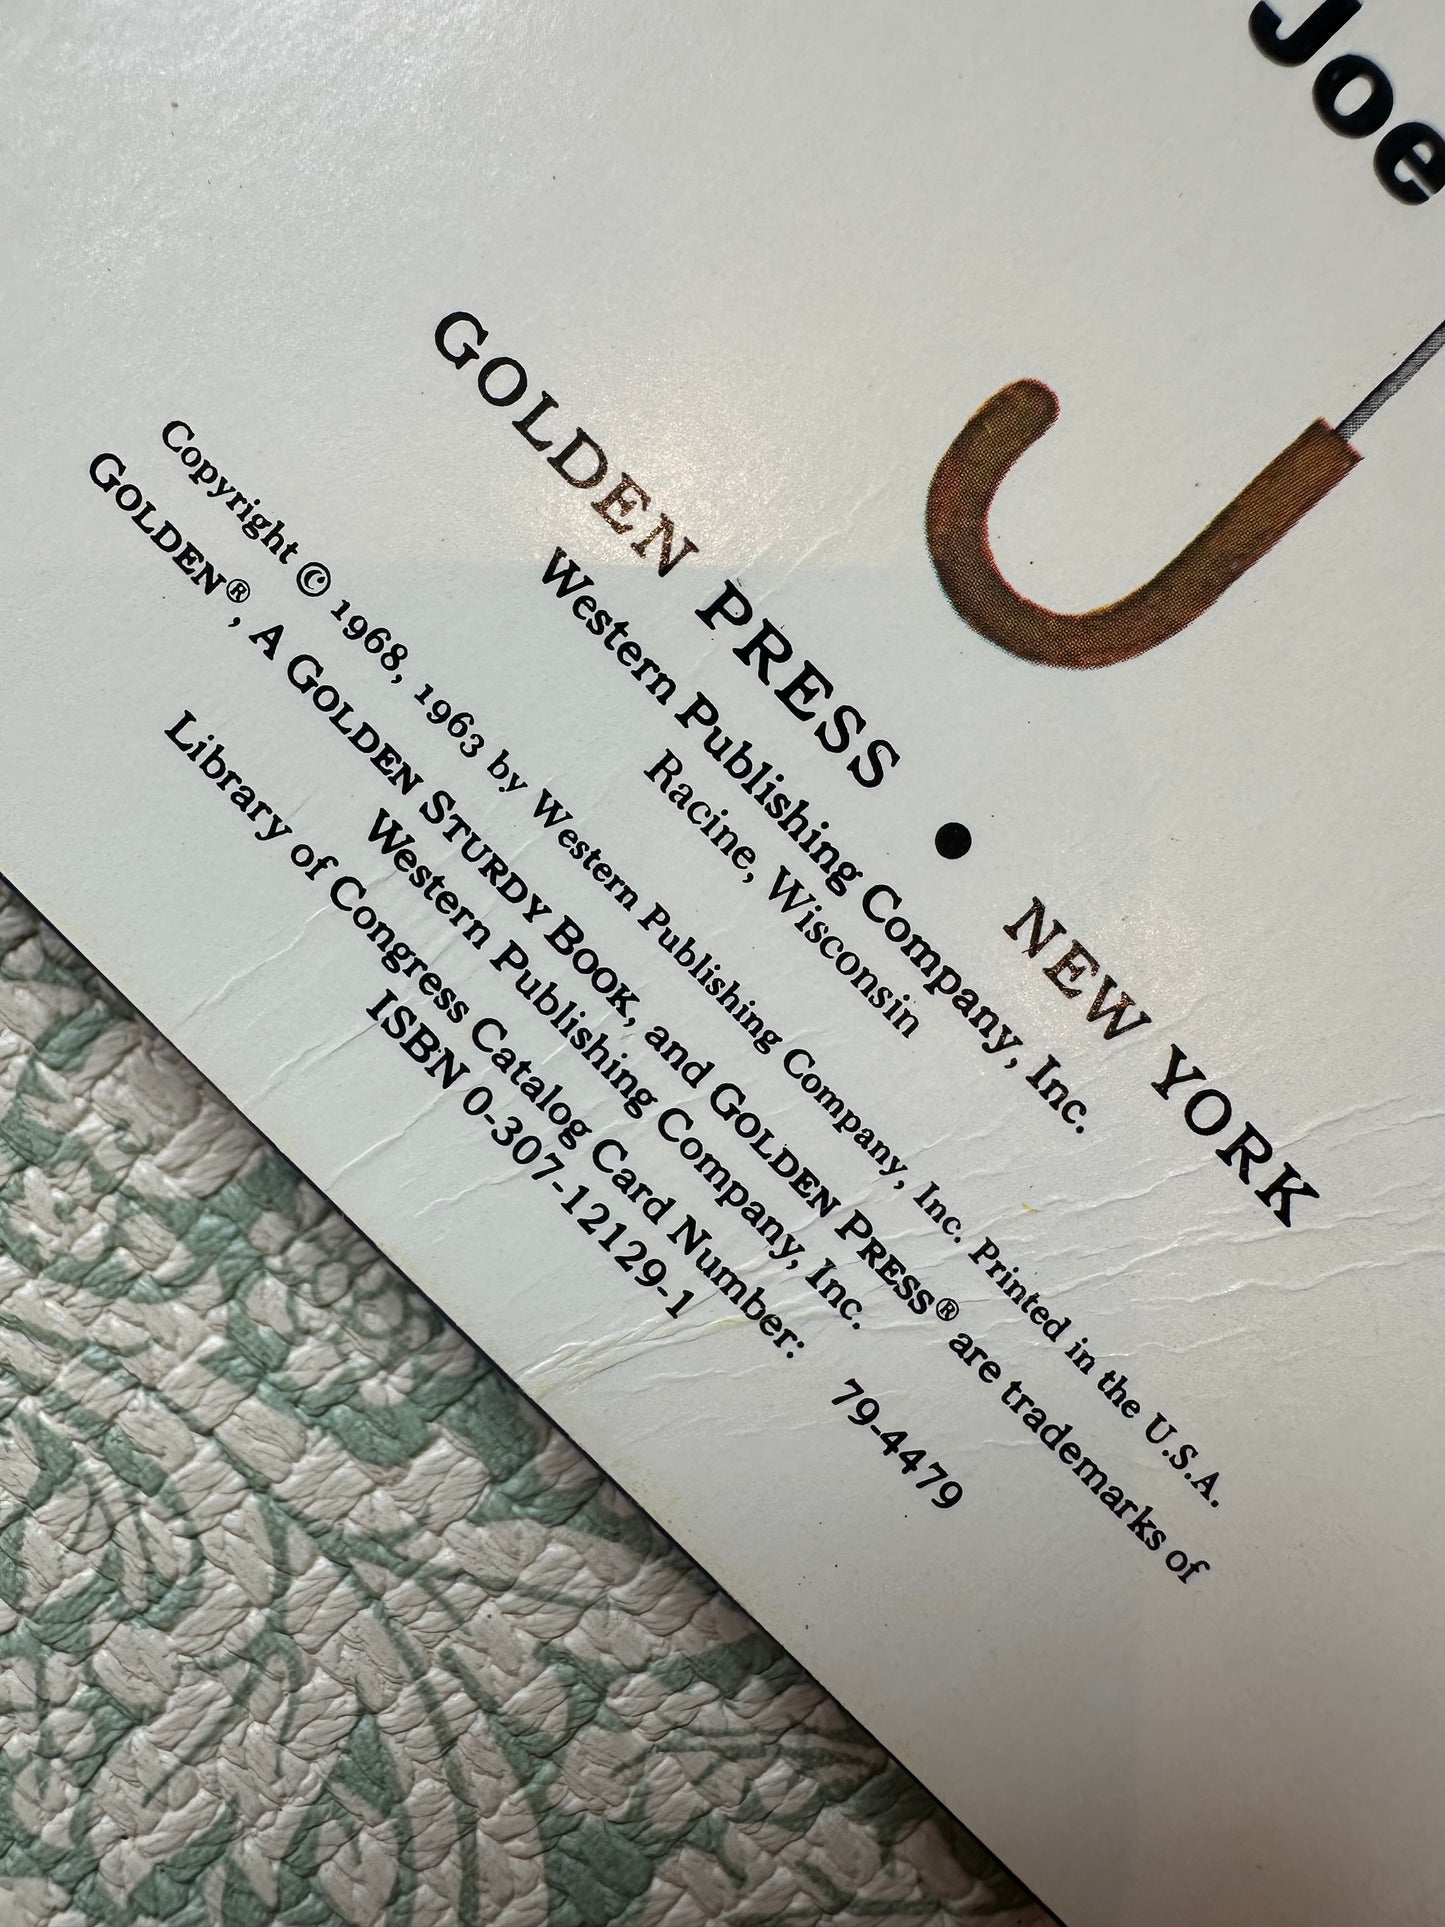 Joe
GOLDEN PRESS • NEW YORK
Western Publishing Company, Inc.
Racine, Wisconsin
Copyright © 1968, 1963 by Western Publishing Company, Inc. Printed in the U.S.A.
GOLDEN®, A GOLDEN STURDY BOOK, and GOLDEN PRESS® are trademarks of
Western Publishing Company, Inc.
Library of Congress Catalog Card Number: 79-4479
ISBN 0-307-12129-1